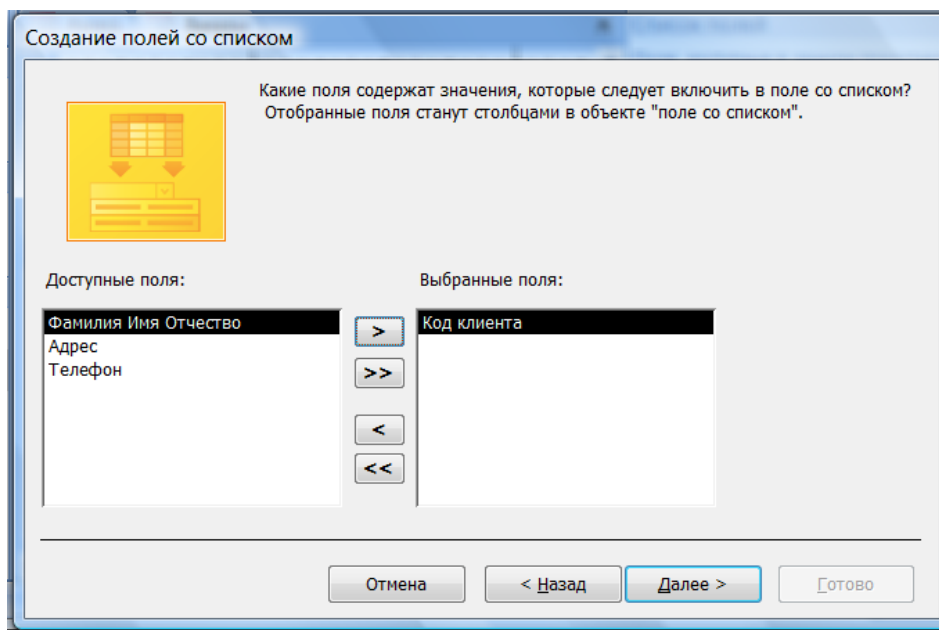 Создание полей со списком
Какие поля содержат значения, которые следует включить в поле со списком?
Отобранные поля станут столбцами в объекте "поле со списком".
Доступные поля:
Выбранные поля:
Фамилия Имя Отчество
Адрес
Телефон
>
>>
<
<<
Код клиента
Отмена
< Назад
Далее >
Готово